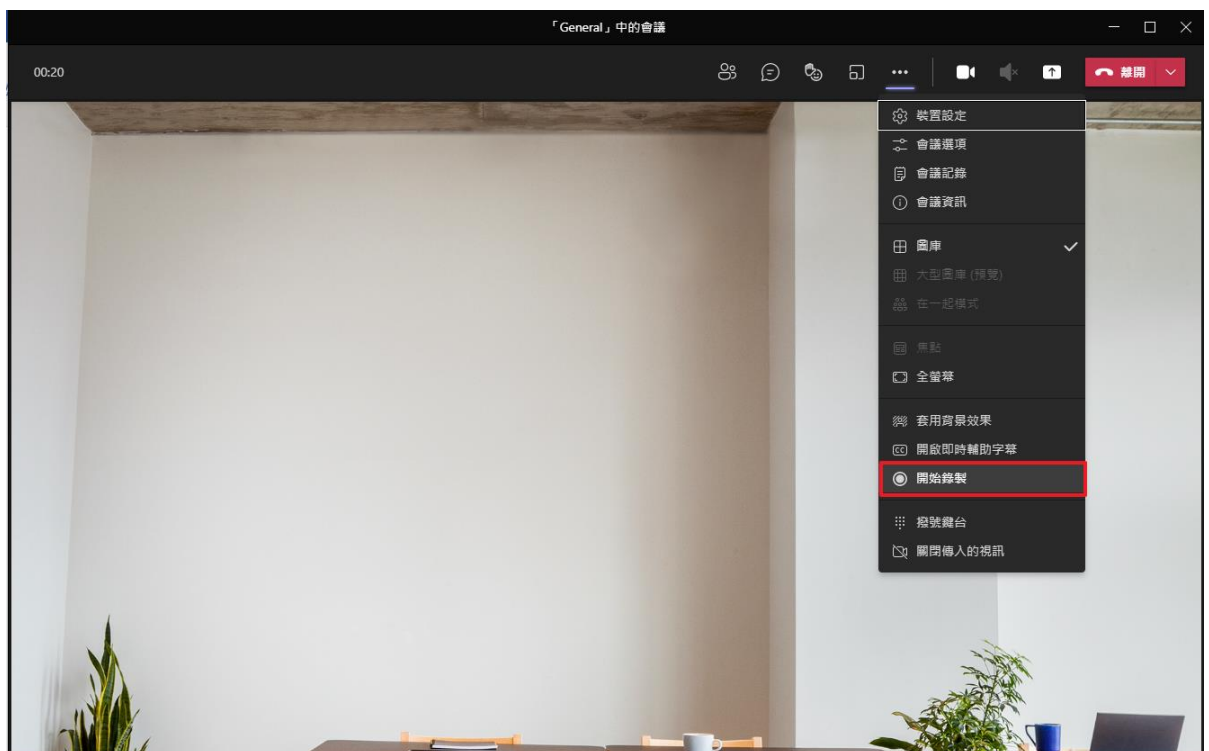 「General」中的會議
00:20
離開
裝置設定
會議選項
會議記錄
會議資訊
圖庫
大型圖庫 (預覽)
在一起模式
焦點
全螢幕
套用背景效果
CC 開啟即時輔助字幕
開始錄製
撥號鍵台
關閉傳入的視訊